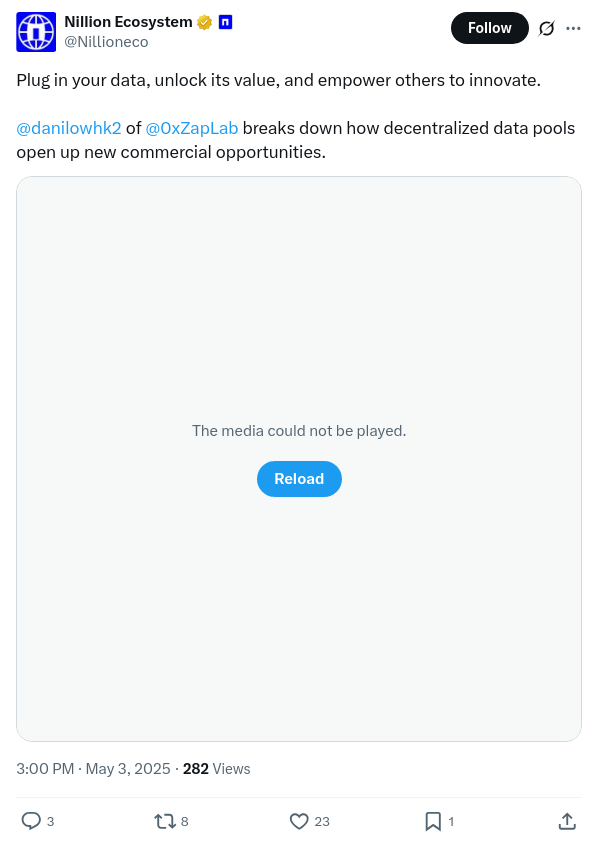 Nillion Ecosystem
@Nillioneco
Follow
Plug in your data, unlock its value, and empower others to innovate.
@danilowhk2 of @0xZapLab breaks down how decentralized data pools
open up new commercial opportunities.
The media could not be played.
Reload
3:00 PM · May 3, 2025 · 282 Views
3 8 23 1